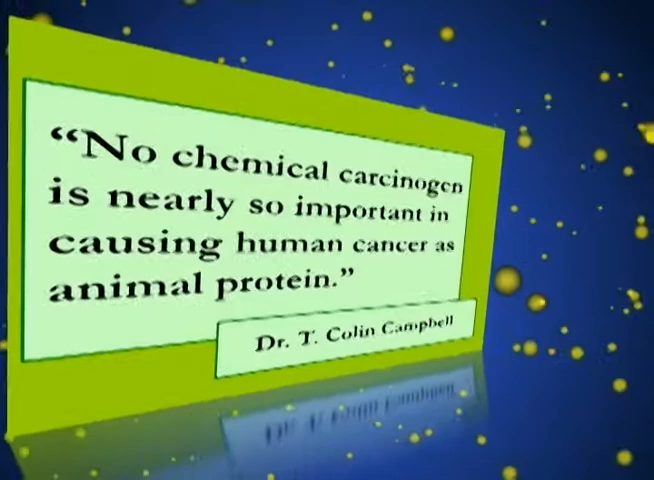 “No chemical carcinogen
is nearly so important in
causing human cancer as
animal protein.”
Dr. T. Colin Campbell